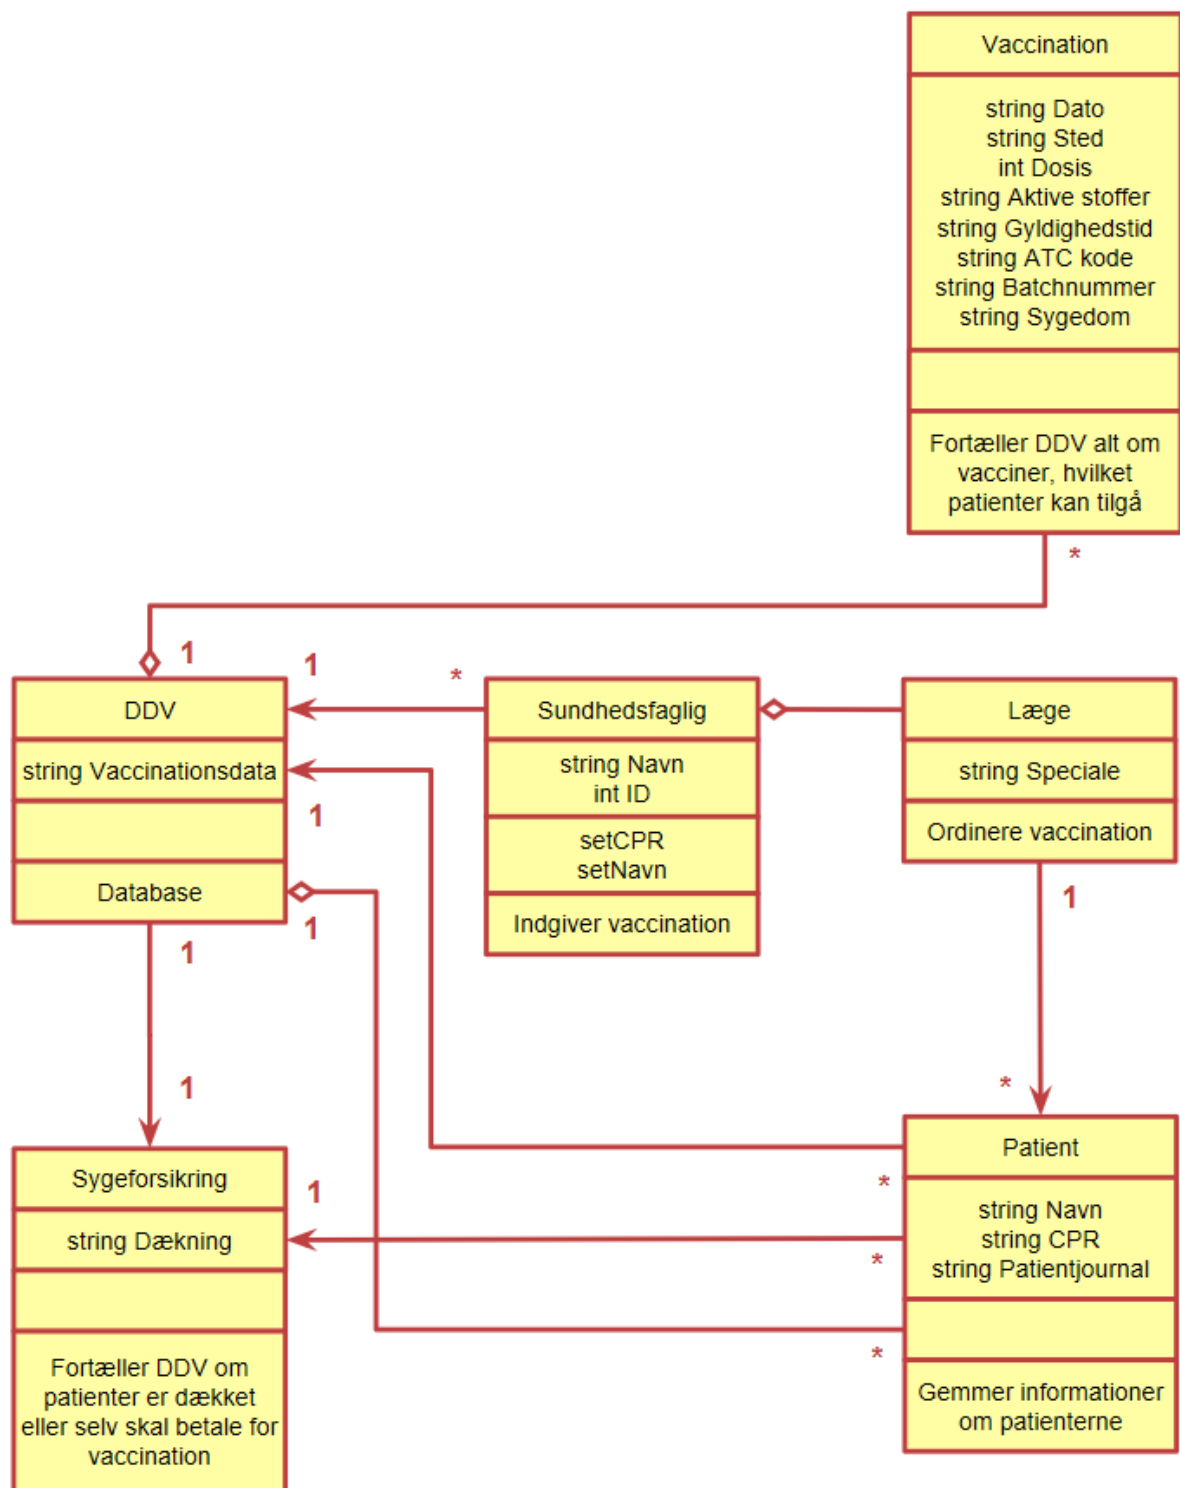 Vaccination
string Dato
string Sted
int Dosis
string Aktive stoffer
string Gyldighedstid
string ATC kode
string Batchnummer
string Sygedom
Fortæller DDV alt om
vacciner, hvilket
patienter kan tilgå
*
1
1
*
DDV
string Vaccinationsdata
Database
1
1
1
1
Sundhedsfaglig
string Navn
int ID
setCPR
setNavn
Indgiver vaccination
Læge
string Speciale
Ordinere vaccination
1
*
Sygeforsikring
string Dækning
Fortæller DDV om
patienter er dækket
eller selv skal betale for
vaccination
1
Patient
string Navn
string CPR
string Patientjournal
Gemmer informationer
om patienterne
*
*
*